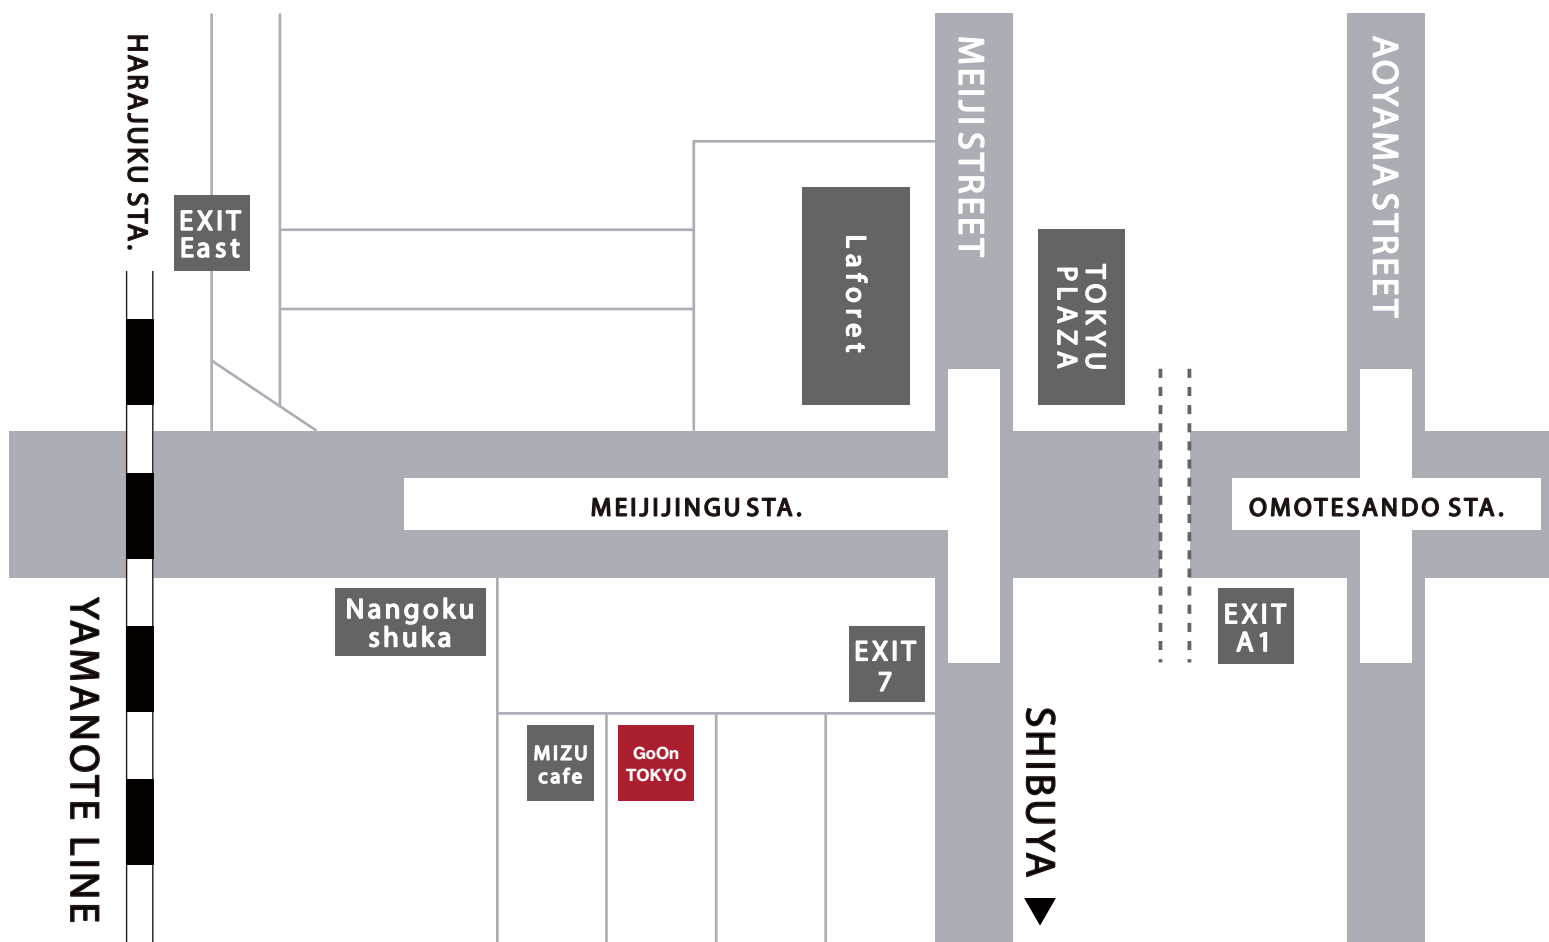 HARAJUKU STA.
EXIT
East
MEIJI STREET
AOYAMA STREET
Laforet
TOKYU
PLAZA
MEIJIJINGU STA.
OMOTESANDO STA.
Nangoku
shuka
EXIT
7
EXIT
A1
YAMANOTE LINE
MIZU
cafe
GoOn
TOKYO
SHIBUYA ▼